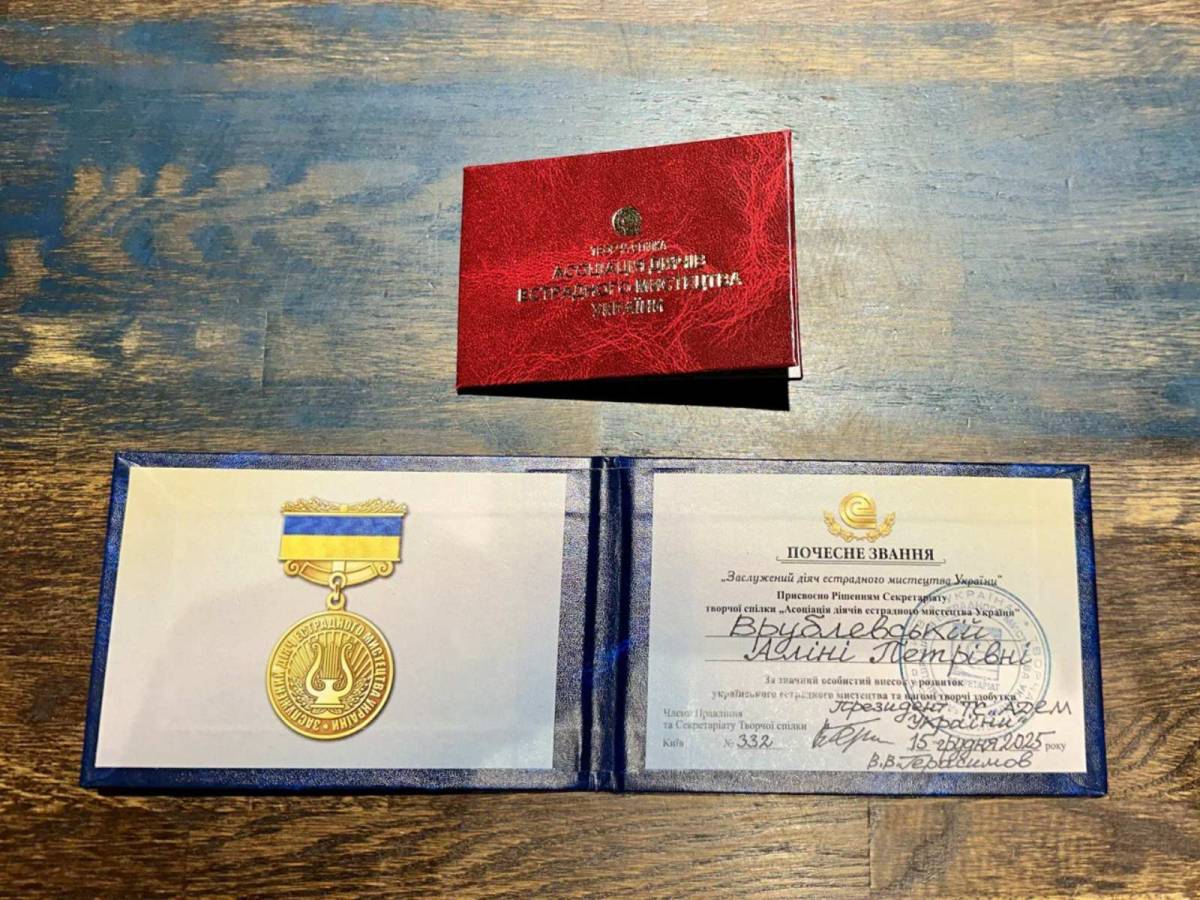 ТВОРЧА СПІЛКА
АСОЦІАЦІЯ ДІЯЧІВ
ЕСТРАДНОГО МИСТЕЦТВА
УКРАЇНИ
ЗАСЛУЖЕНИЙ ДІЯЧ ЕСТРАДНОГО МИСТЕЦТВА УКРАЇНИ
ПОЧЕСНЕ ЗВАННЯ
„Заслужений діяч естрадного мистецтва України"
Присвоєно Рішенням Секретаріату
творчої спілки „Асоціація діячів естрадного мистецтва України"
Врублевській
Аліні Петрівні
За значний особистий внесок у розвиток
українського естрадного мистецтва та вагомі творчі здобутки
Президент ТС „АДЕМ
України"
Члени Правління
та Секретаріату Творчої спілки
Київ № 332 15 грудня 2025 року
В.В.Герасимов